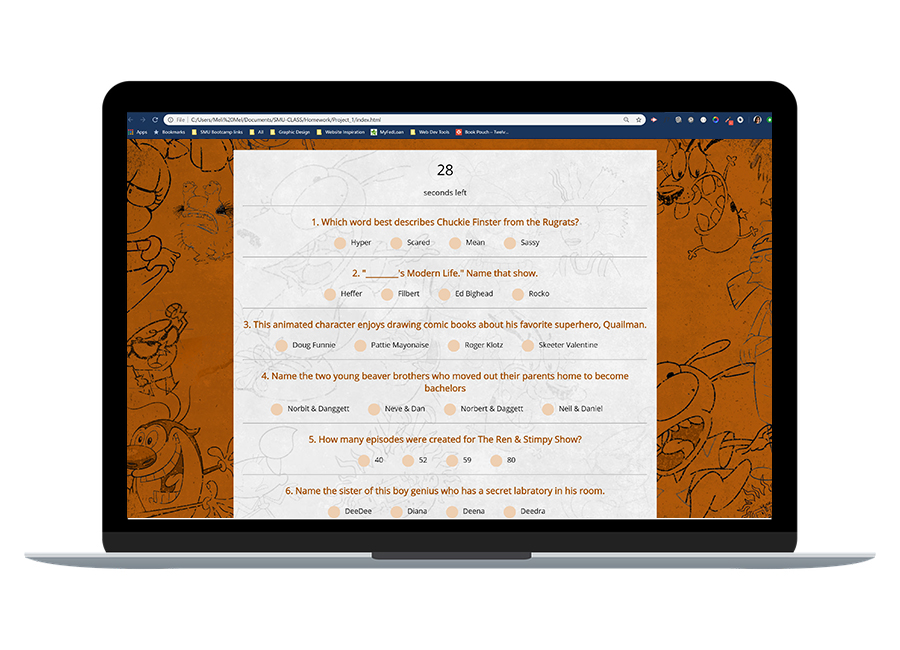 File | C:/Users/Meli%20Mel/Documents/SMU-CLASS/Homework/Project_1/index.html
Apps Bookmarks SMU Bootcamp links All Graphic Design Website Inspiration MyFedLoan Web Dev Tools Book Pouch – Twelv...
28
seconds left
1. Which word best describes Chuckie Finster from the Rugrats?
Hyper Scared Mean Sassy
2. "_______'s Modern Life." Name that show.
Heffer Filbert Ed Bighead Rocko
3. This animated character enjoys drawing comic books about his favorite superhero, Quailman.
Doug Funnie Pattie Mayonaise Roger Klotz Skeeter Valentine
4. Name the two young beaver brothers who moved out their parents home to become
bachelors
Norbit & Danggett Neve & Dan Norbert & Daggett Neil & Daniel
5. How many episodes were created for The Ren & Stimpy Show?
40 52 59 80
6. Name the sister of this boy genius who has a secret labratory in his room.
DeeDee Diana Deena Deedra